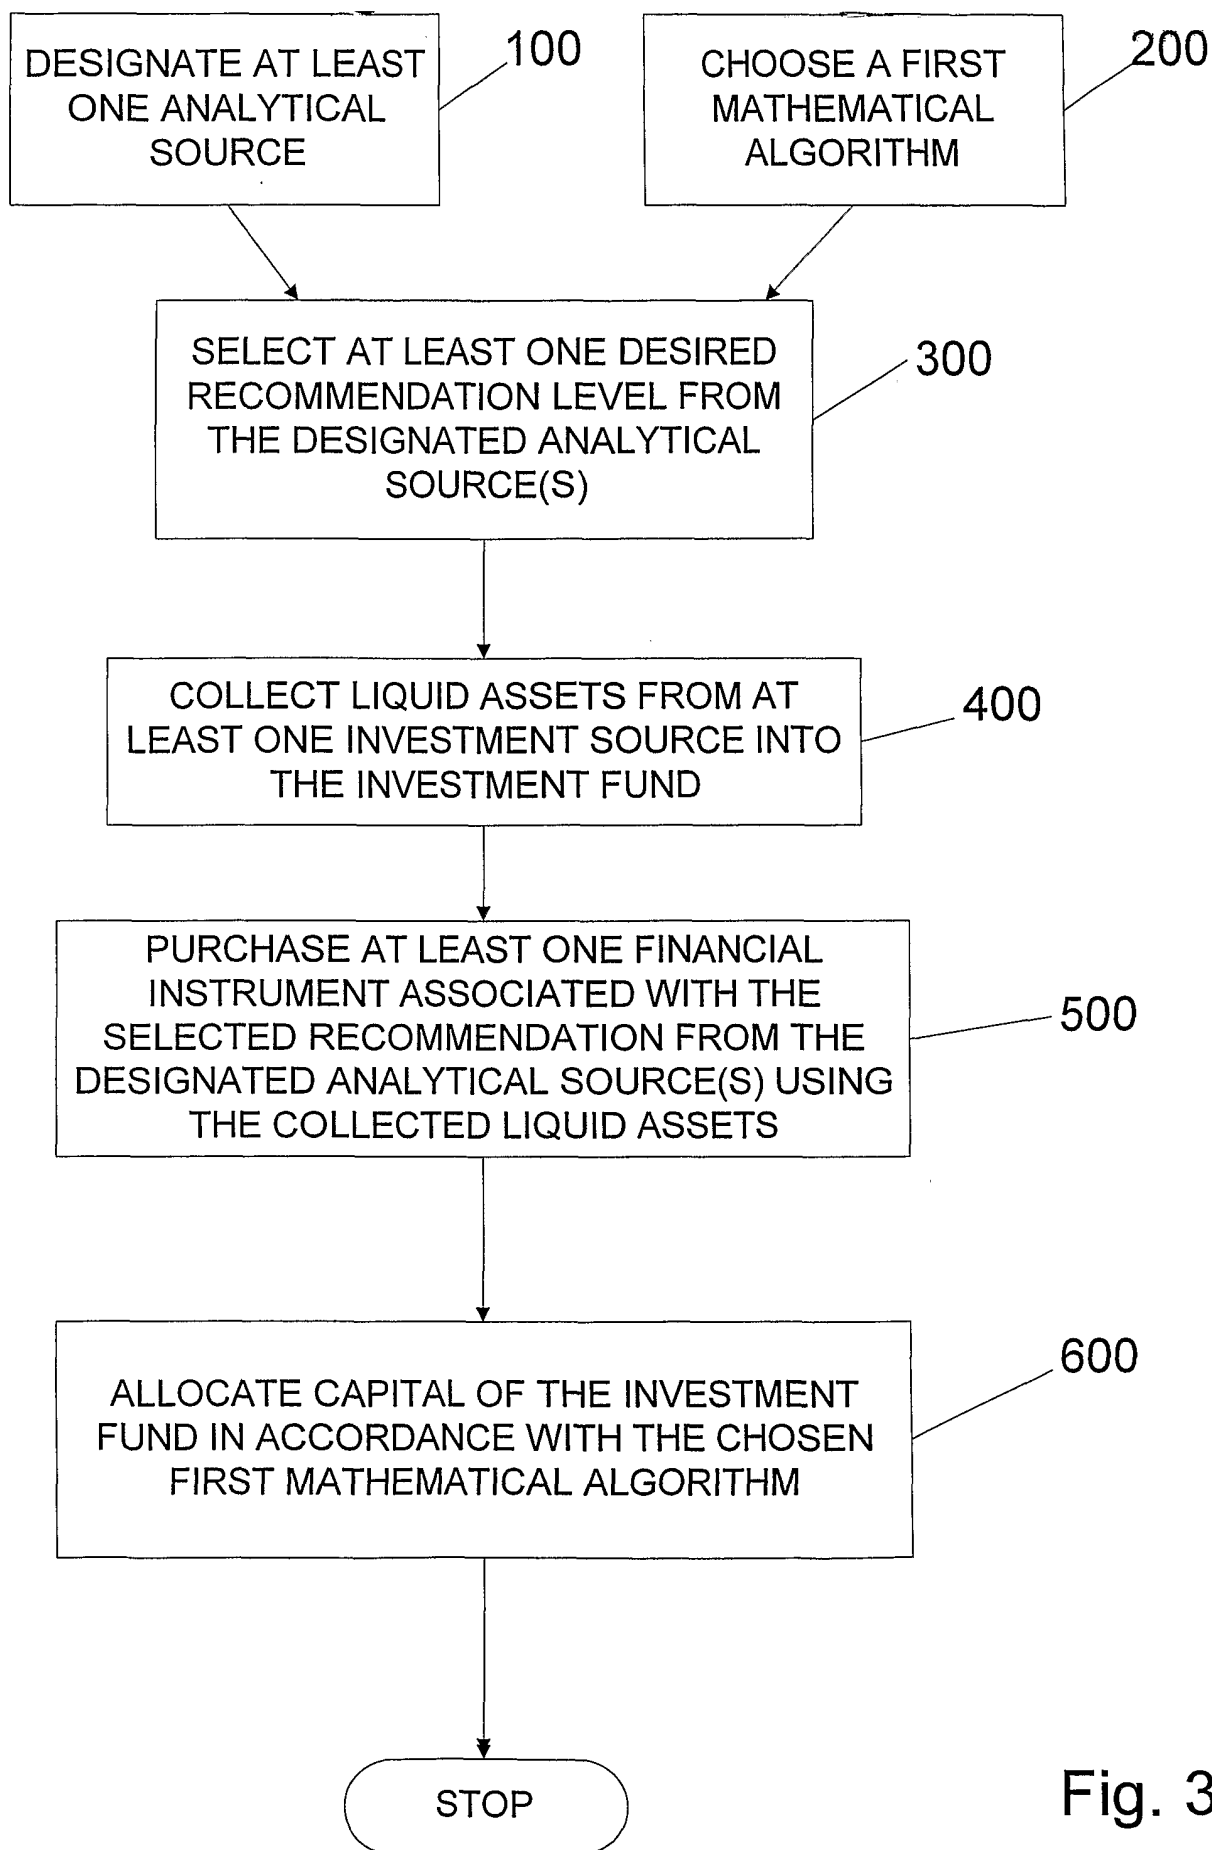 DESIGNATE AT LEAST
ONE ANALYTICAL
SOURCE
100
CHOOSE A FIRST
MATHEMATICAL
ALGORITHM
200
SELECT AT LEAST ONE DESIRED
RECOMMENDATION LEVEL FROM
THE DESIGNATED ANALYTICAL
SOURCE(S)
300
COLLECT LIQUID ASSETS FROM AT
LEAST ONE INVESTMENT SOURCE INTO
THE INVESTMENT FUND
400
PURCHASE AT LEAST ONE FINANCIAL
INSTRUMENT ASSOCIATED WITH THE
SELECTED RECOMMENDATION FROM THE
DESIGNATED ANALYTICAL SOURCE(S) USING
THE COLLECTED LIQUID ASSETS
500
ALLOCATE CAPITAL OF THE INVESTMENT
FUND IN ACCORDANCE WITH THE CHOSEN
FIRST MATHEMATICAL ALGORITHM
600
STOP
Fig. 3